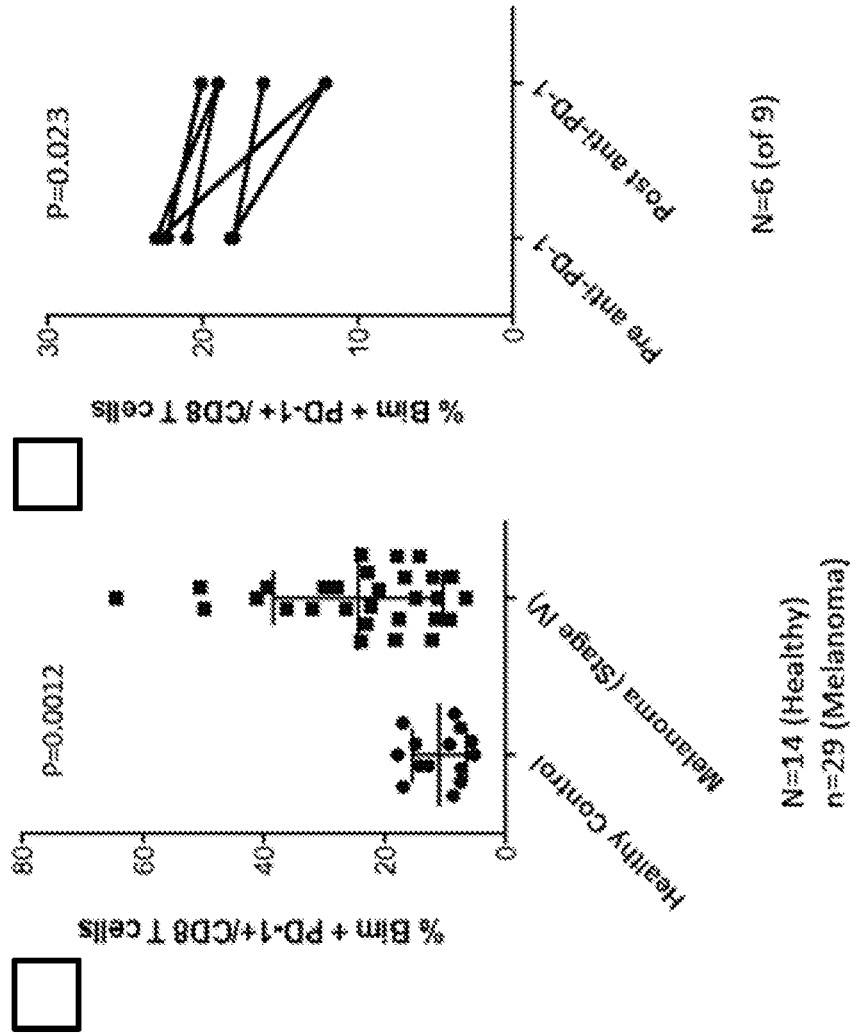 80
60
40
20
0
% Bim + PD-1+/CD8 T cells
P=0.0012
Healthy Control
Melanoma (Stage IV)
N=14 (Healthy)
n=29 (Melanoma)
30
20
10
0
% Bim + PD-1+/CD8 T cells
P=0.023
Pre anti-PD-1
Post anti-PD-1
N=6 (of 9)